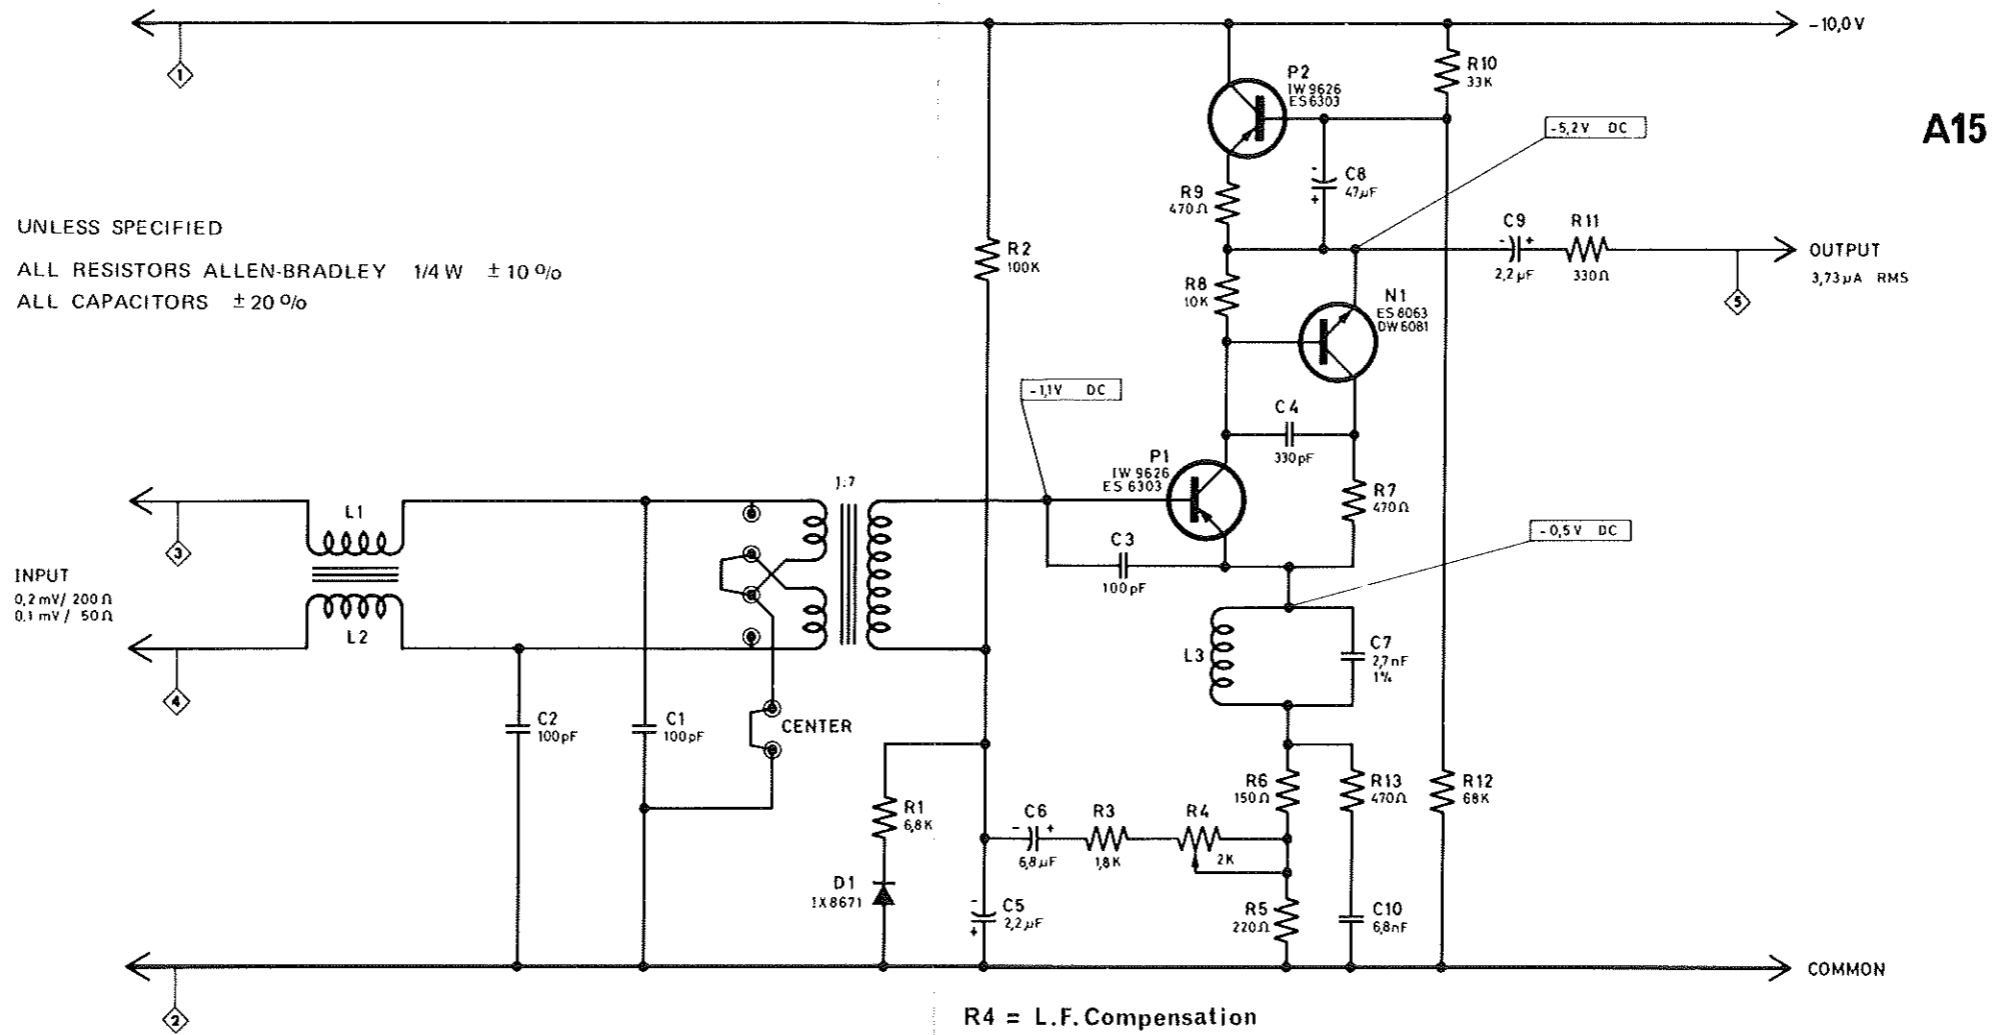 -10,0V
1
R10
33K
P2
IW 9626
ES 6303
A15
-5,2V DC
C8
47µF
-
+
R9
470Ω
UNLESS SPECIFIED
ALL RESISTORS ALLEN-BRADLEY 1/4 W ± 10 %
ALL CAPACITORS ± 20 %
R2
100K
C9
- +
2,2 µF
R11
330Ω
OUTPUT
3,73µA RMS
5
R8
10K
N1
ES 8063
DW 6081
-1,1V DC
C4
330pF
P1
IW 9626
ES 6303
1:7
R7
470Ω
-0,5V DC
L1
3
INPUT
0,2 mV/ 200 Ω
0,1 mV/ 50Ω
L2
4
C3
100pF
L3
C7
2,7nF
1%
C2
100pF
C1
100pF
CENTER
R6
150Ω
R13
470Ω
R12
68K
R1
6,8K
C6
- +
6,8µF
R3
1,8K
R4
2K
D1
1X8671
-
C5
2,2µF
+
R5
220Ω
C10
6,8nF
COMMON
2
R4 = L.F. Compensation